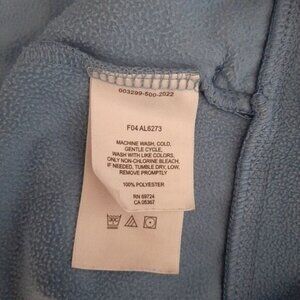 003299-500-2022
F04 AL6273
MACHINE WASH, COLD,
GENTLE CYCLE,
WASH WITH LIKE COLORS,
ONLY NON-CHLORINE BLEACH,
IF NEEDED, TUMBLE DRY, LOW.
REMOVE PROMPTLY
100% POLYESTER
RN 69724
CA 05367
30C